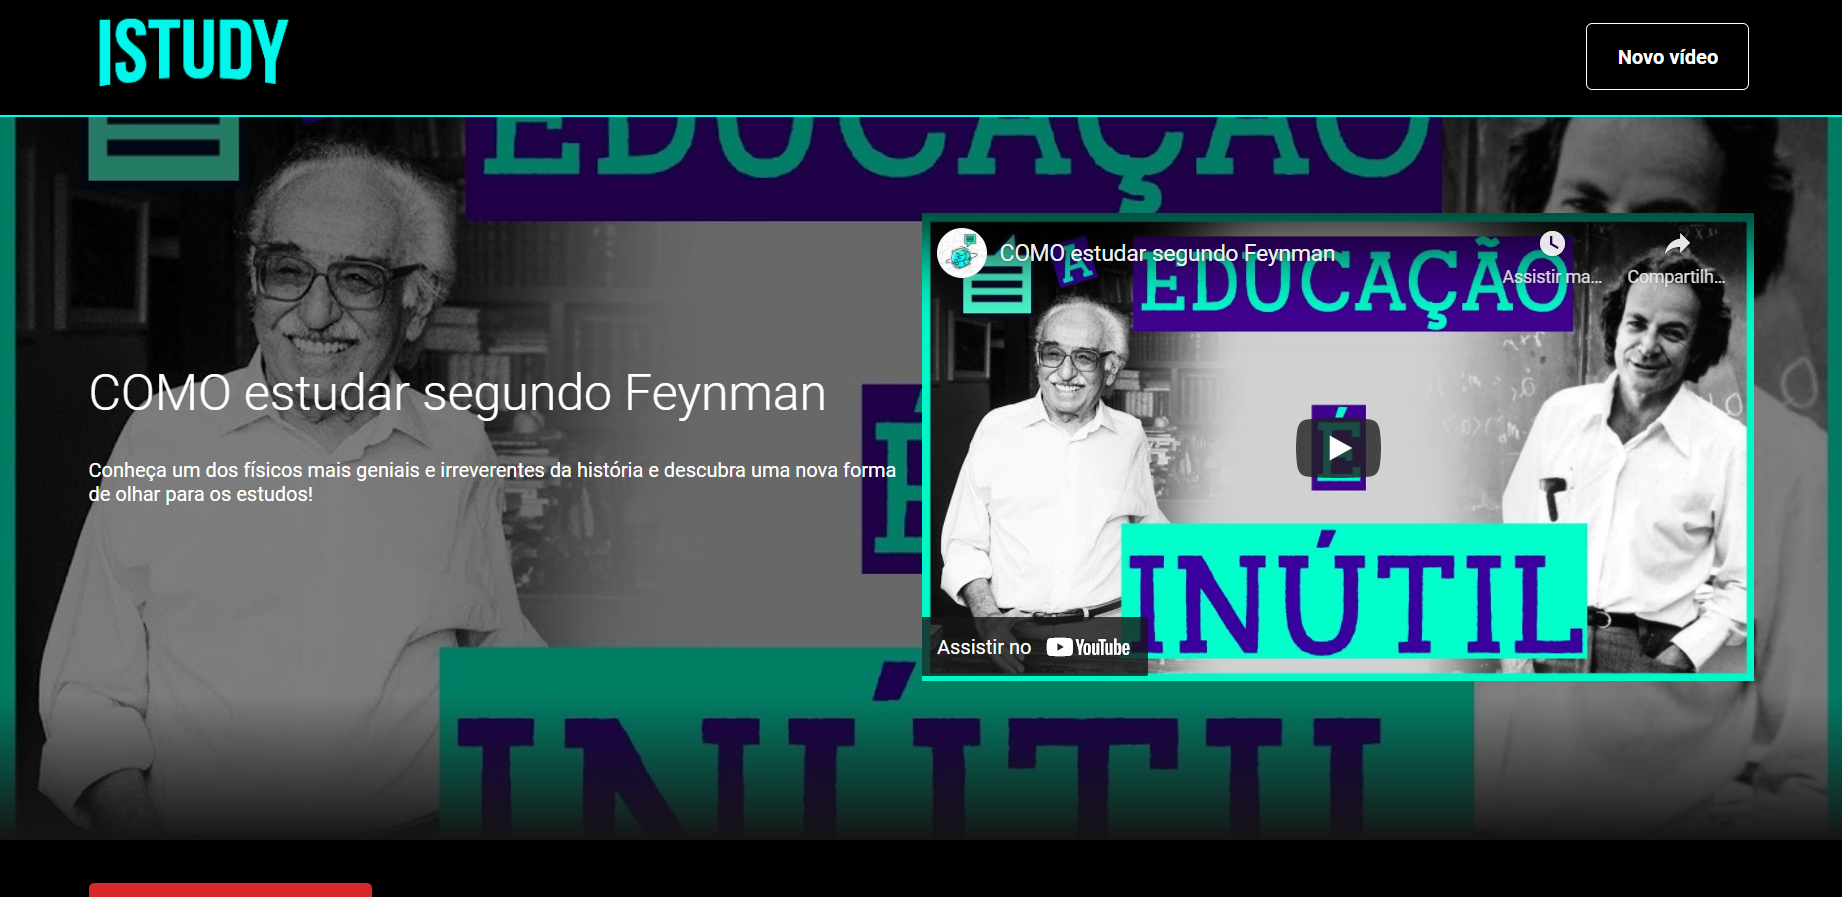 ISTUDY
Novo vídeo
EDUCAÇÃO
COMO estudar segundo Feynman
Assistir ma...
Compartilh...
A
EDUCAÇÃO
COMO estudar segundo Feynman
Conheça um dos físicos mais geniais e irreverentes da história e descubra uma nova forma
de olhar para os estudos!
É
É
INÚTIL
Assistir no YouTube
INÚTIL